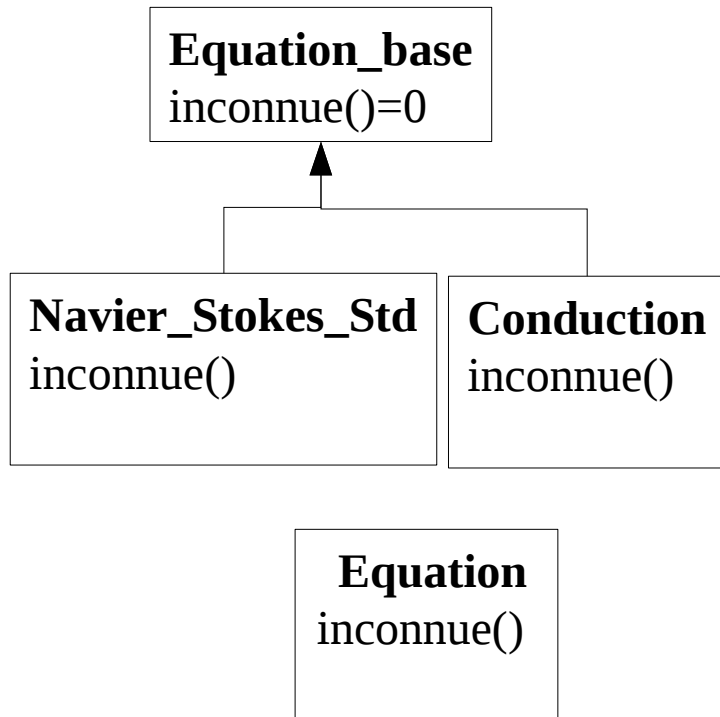 Equation_base
inconnue()=0
Navier_Stokes_Std
inconnue()
Conduction
inconnue()
Equation
inconnue()